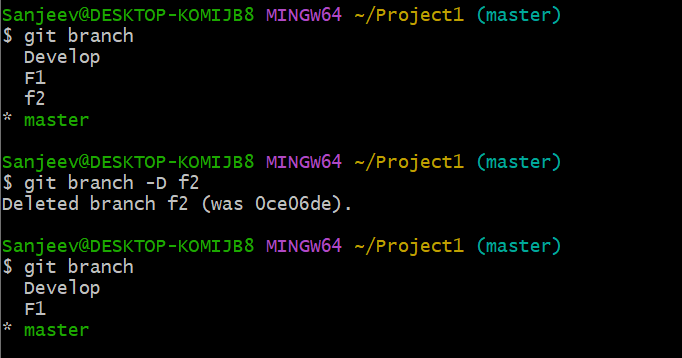 Sanjeev@DESKTOP-KOMIJB8 MINGW64 ~/Project1 (master)
$ git branch
  Develop
  F1
  f2
* master

Sanjeev@DESKTOP-KOMIJB8 MINGW64 ~/Project1 (master)
$ git branch -D f2
Deleted branch f2 (was 0ce06de).

Sanjeev@DESKTOP-KOMIJB8 MINGW64 ~/Project1 (master)
$ git branch
  Develop
  F1
* master